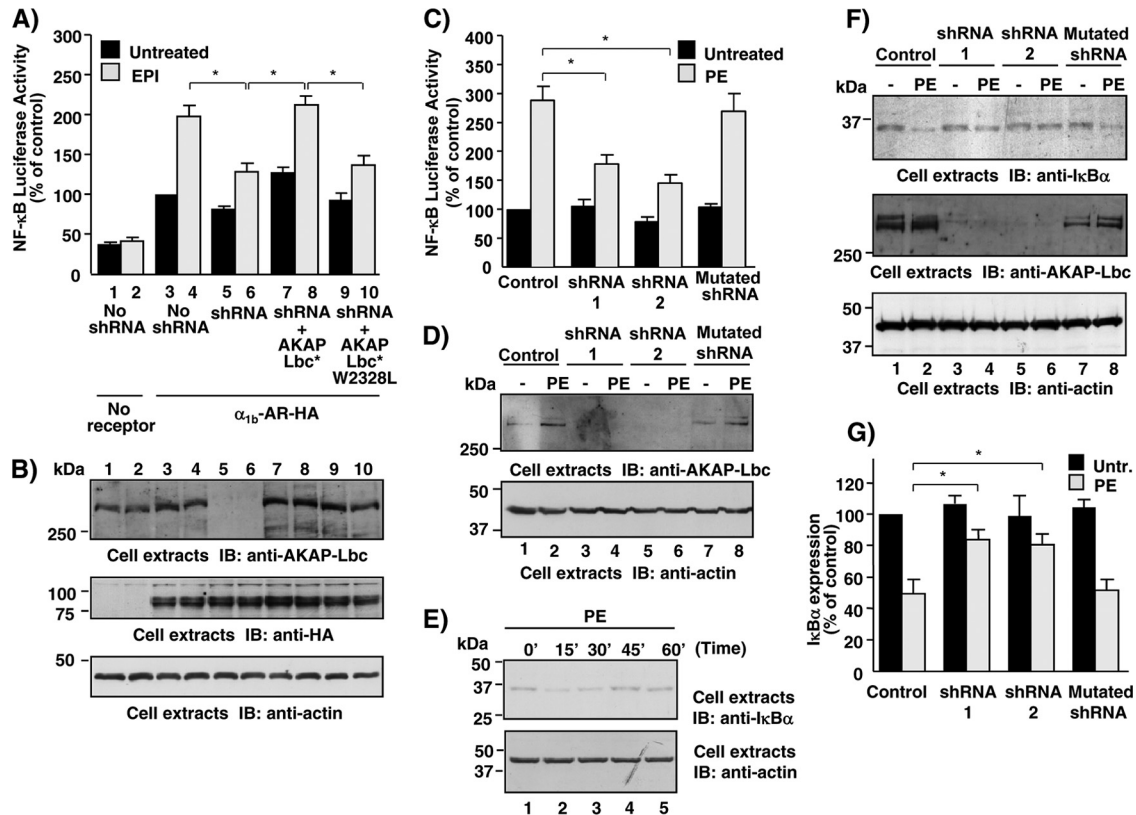 A)
NF-κB Luciferase Activity
(% of control)
300
250
200
150
100
50
0
Untreated
EPI
* * *
1 2 3 4 5 6 7 8 9 10
No shRNA
No shRNA
shRNA
shRNA + AKAP Lbc*
shRNA + AKAP Lbc* W2328L
No receptor
α1b-AR-HA
B)
kDa 1 2 3 4 5 6 7 8 9 10
250
Cell extracts IB: anti-AKAP-Lbc
100
75
Cell extracts IB: anti-HA
50
Cell extracts IB: anti-actin
C)
NF-κB Luciferase Activity
(% of control)
400
350
300
250
200
150
100
50
0
Untreated
PE
*
*
Control
shRNA 1
shRNA 2
Mutated shRNA
D)
Control
shRNA 1
shRNA 2
Mutated shRNA
kDa - PE - PE - PE - PE
250
Cell extracts IB: anti-AKAP-Lbc
50
37
1 2 3 4 5 6 7 8
Cell extracts IB: anti-actin
E)
PE
kDa 0' 15' 30' 45' 60' (Time)
50
37
25
Cell extracts
IB: anti-IκBα
50
37
Cell extracts
IB: anti-actin
1 2 3 4 5
F)
Control
shRNA 1
shRNA 2
Mutated shRNA
kDa - PE - PE - PE - PE
37
Cell extracts IB: anti-IκBα
250
Cell extracts IB: anti-AKAP-Lbc
50
37
1 2 3 4 5 6 7 8
Cell extracts IB: anti-actin
G)
IκBα expression
(% of control)
120
100
80
60
40
20
0
Untr.
PE
*
*
Control
shRNA 1
shRNA 2
Mutated shRNA